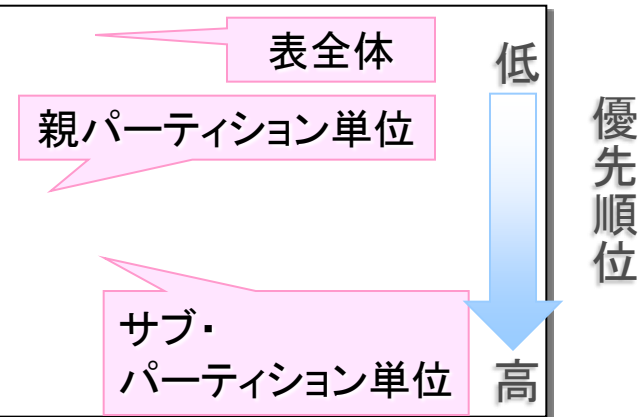 表全体
低
親パーティション単位
優先順位
サブ・
パーティション単位
高